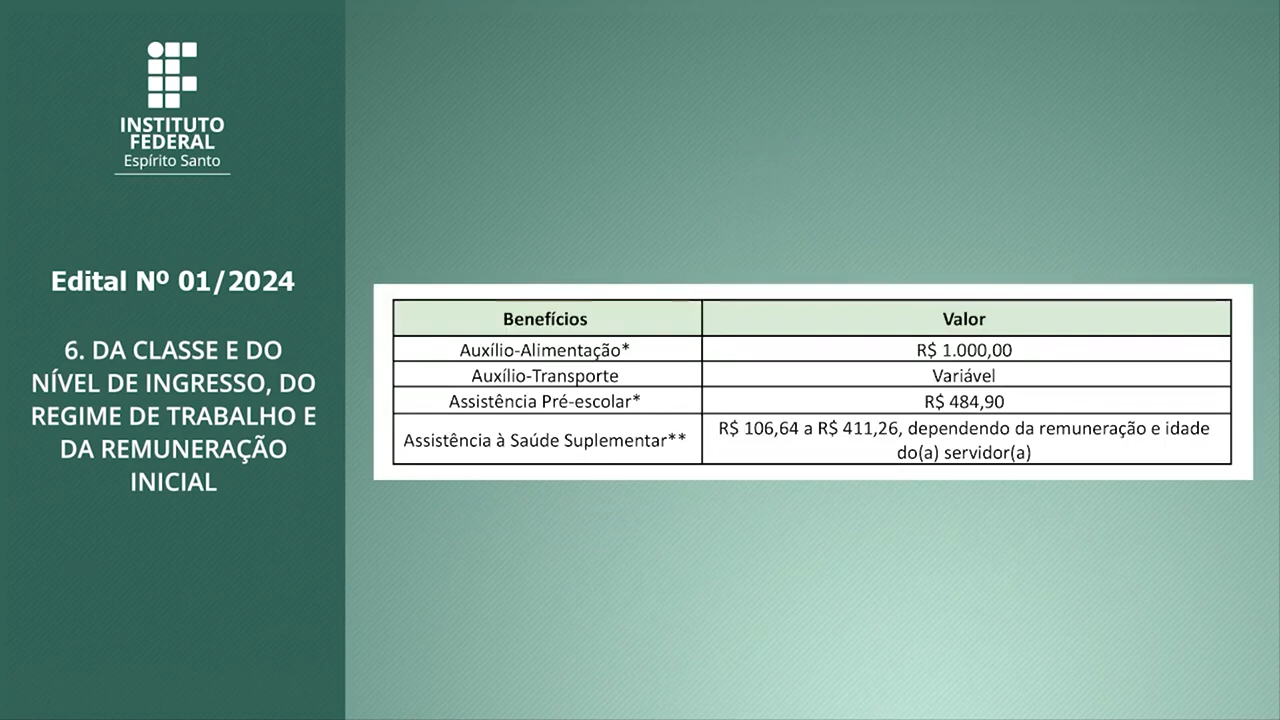 INSTITUTO
FEDERAL
Espírito Santo
Edital Nº 01/2024
6. DA CLASSE E DO
NÍVEL DE INGRESSO, DO
REGIME DE TRABALHO E
DA REMUNERAÇÃO
INICIAL
Benefícios Valor
Auxílio-Alimentação* R$ 1.000,00
Auxílio-Transporte Variável
Assistência Pré-escolar* R$ 484,90
Assistência à Saúde Suplementar** R$ 106,64 a R$ 411,26, dependendo da remuneração e idade
do(a) servidor(a)